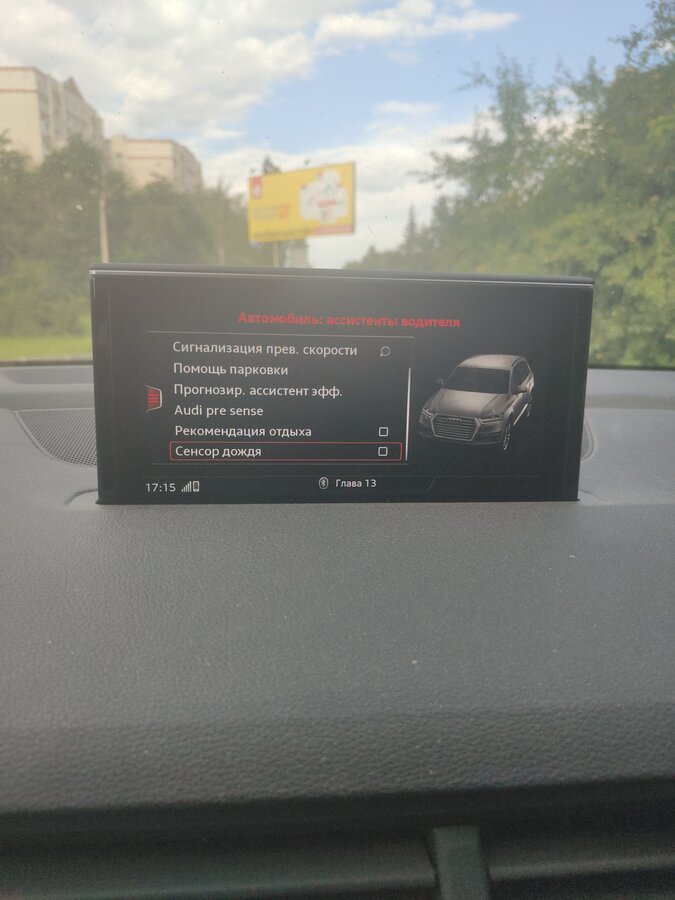 Автомобиль: ассистенты водителя
Сигнализация прев. скорости
Помощь парковки
Прогнозир. ассистент эфф.
Audi pre sense
Рекомендация отдыха
Сенсор дождя
17:15
Глава 13